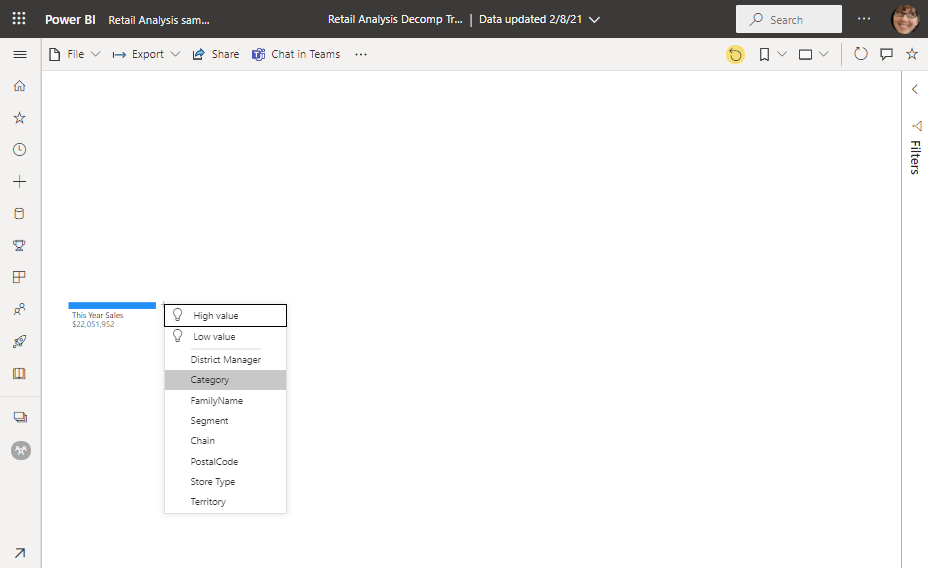 Power BI Retail Analysis sam... Retail Analysis Decomp Tr... | Data updated 2/8/21 Search
File Export Share Chat in Teams
Filters
This Year Sales
$22,051,952
High value
Low value
District Manager
Category
FamilyName
Segment
Chain
PostalCode
Store Type
Territory